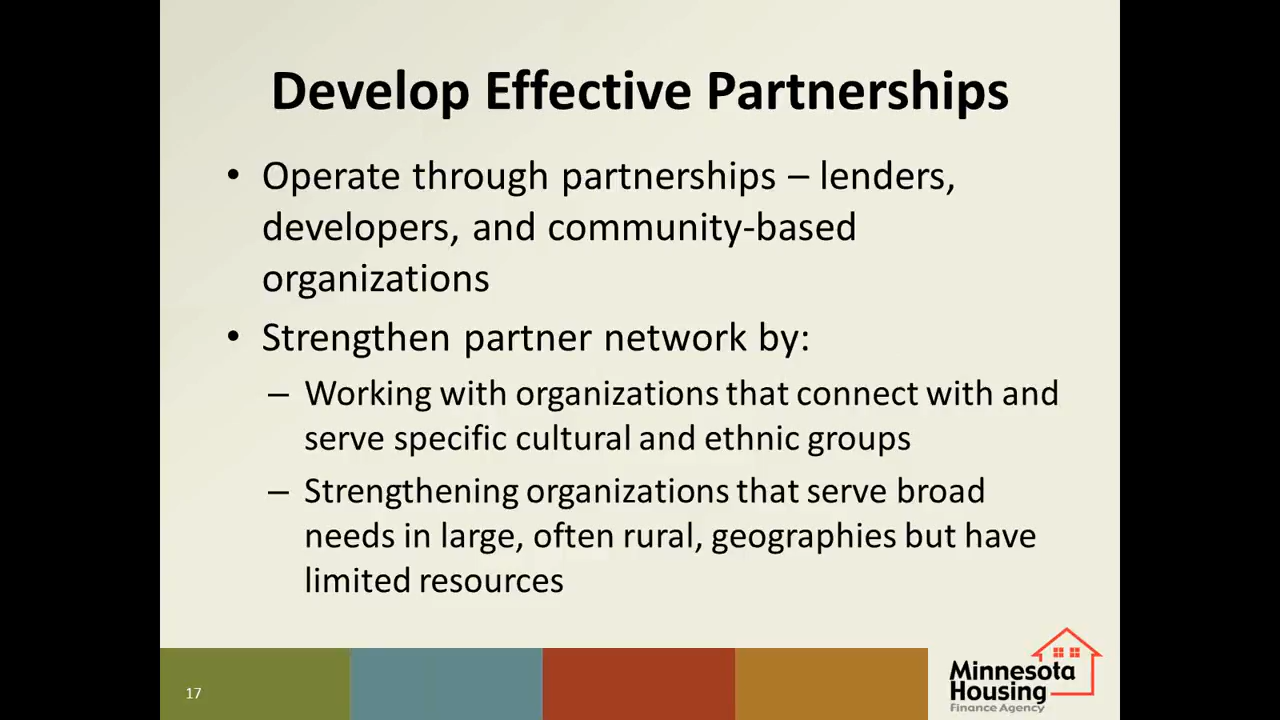 Develop Effective Partnerships
• Operate through partnerships – lenders,
developers, and community-based
organizations
• Strengthen partner network by:
– Working with organizations that connect with and
serve specific cultural and ethnic groups
– Strengthening organizations that serve broad
needs in large, often rural, geographies but have
limited resources
17
Minnesota
Housing
Finance Agency